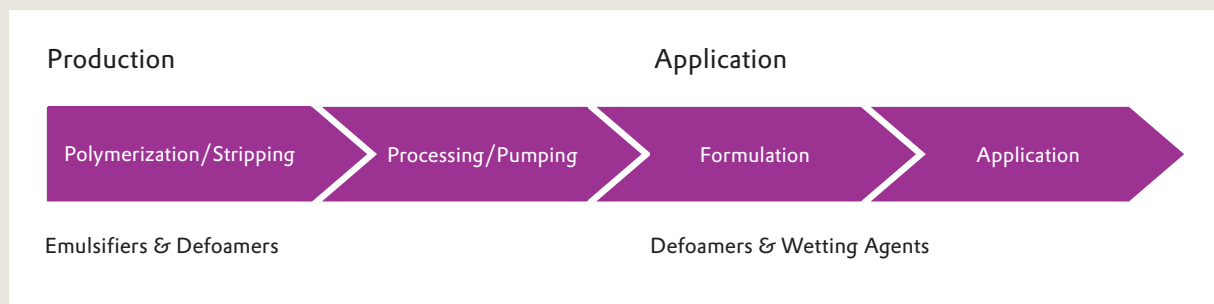 Production
Application
Polymerization/Stripping
Processing/Pumping
Formulation
Application
Emulsifiers & Defoamers
Defoamers & Wetting Agents